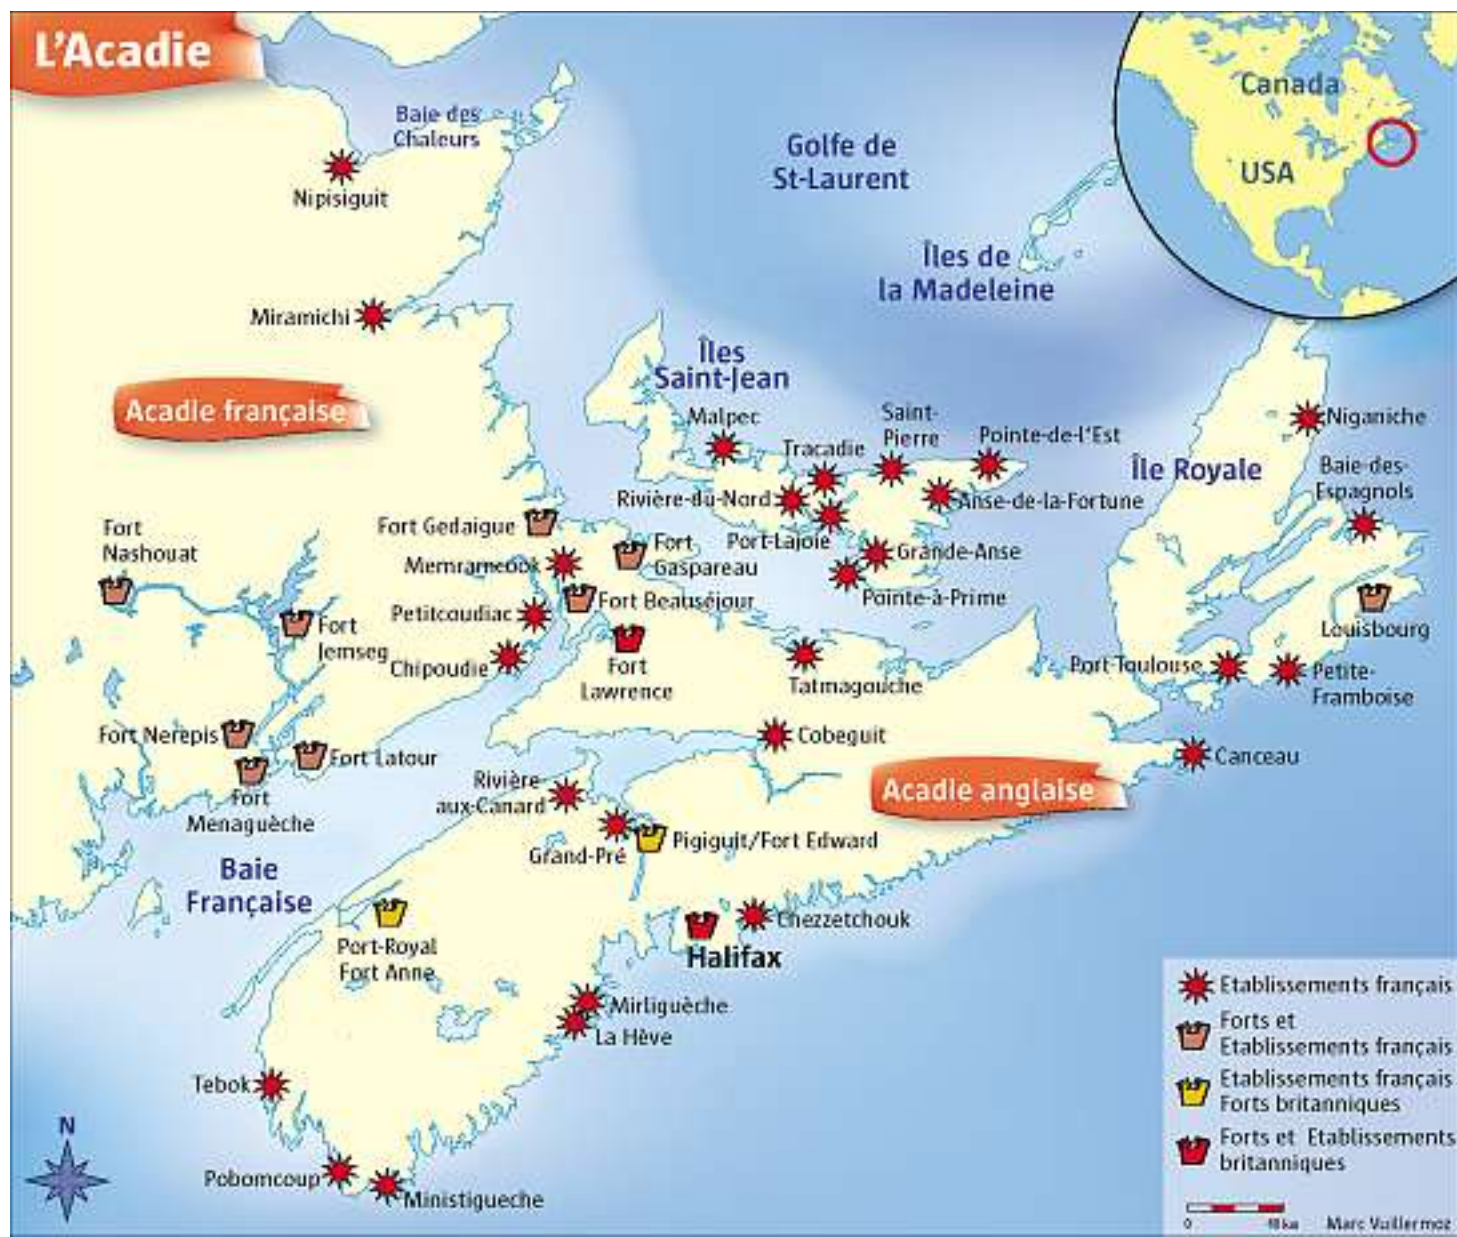 L'Acadie
Baie des
Chaleurs
Nipisiguit
Golfe de
St-Laurent
Canada
USA
Îles de
la Madeleine
Miramichi
Îles
Saint-Jean
Acadie française
Malpec
Tracadie
Saint-
Pierre
Pointe-de-l'Est
Niganiche
Île Royale
Baie-des-
Espagnols
Rivière-du-Nord
Anse-de-la-Fortune
Fort Gedaigue
Port-Lajoie
Grande-Anse
Fort
Nashouat
Fort
Gaspareau
Memramcook
Pointe-à-Prime
Fort Beauséjour
Petitcoudiac
Fort
Jemseg
Louisbourg
Chipoudie
Fort
Lawrence
Tatmagouche
Port-Toulouse
Petite-
Framboise
Fort Nerepis
Fort Latour
Cobeguit
Canceau
Fort
Menaguèche
Rivière
aux-Canard
Acadie anglaise
Grand-Pré
Pigiguit/Fort Edward
Baie
Française
Port-Royal
Fort Anne
Chezzetchouk
Halifax
Mirliguèche
La Hève
Tebok
Pobomcoup
Ministigueche
N
Etablissements français
Forts et
Etablissements français
Etablissements français
Forts britanniques
Forts et Etablissements
britanniques
0
Marc Vuillermoz